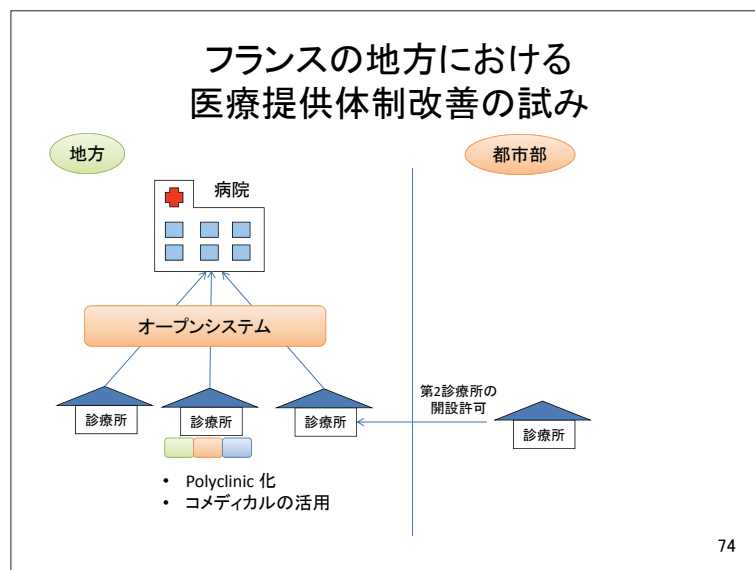 フランスの地方における
医療提供体制改善の試み
地方
都市部
病院
オープンシステム
診療所
診療所
診療所
第2診療所の
開設許可
診療所
• Polyclinic 化
• コメディカルの活用
74